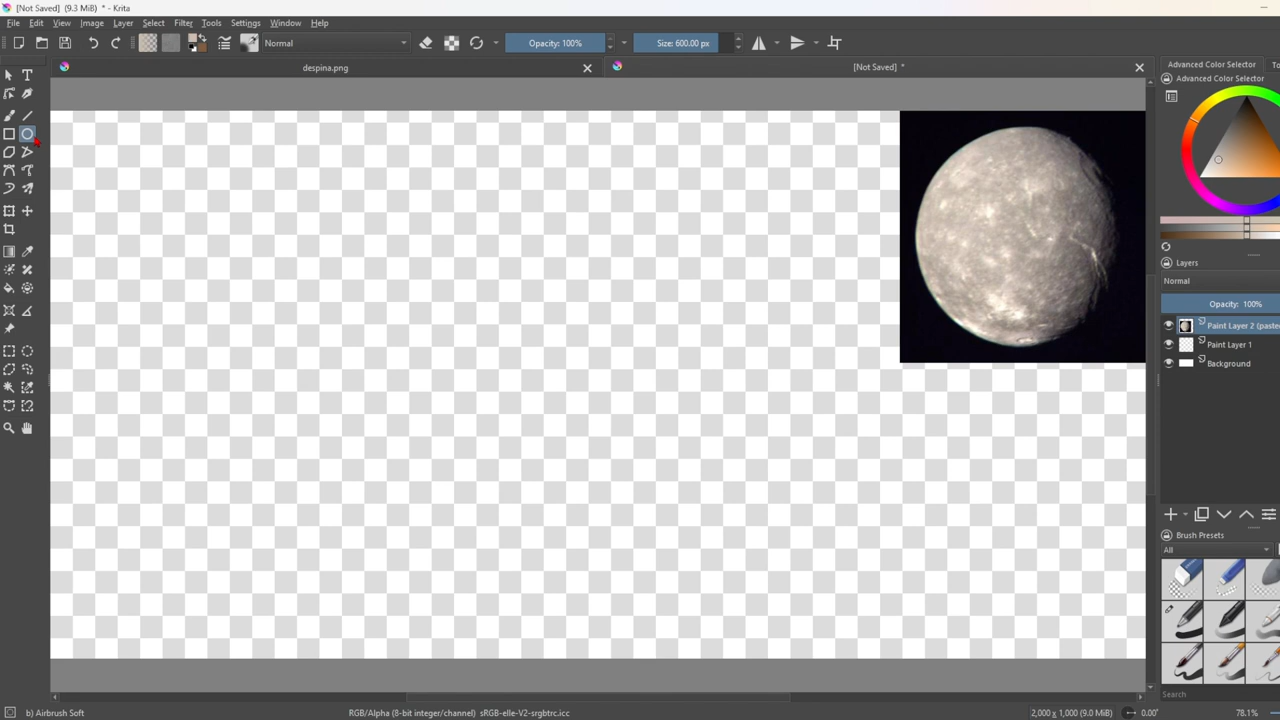 [Not Saved] (9.3 MiB) * - Krita
File Edit View Image Layer Select Filter Tools Settings Window Help
Normal
Opacity: 100%
Size: 600.00 px
despina.png
[Not Saved] *
Advanced Color Selector
To
Advanced Color Selector
Layers
Normal
Opacity: 100%
Paint Layer 2 (paste
Paint Layer 1
Background
Brush Presets
All
Search
b) Airbrush Soft
RGB/Alpha (8-bit integer/channel) sRGB-elle-V2-srgbtrc.icc
2,000 x 1,000 (9.0 MiB)
0.00°
78.1%